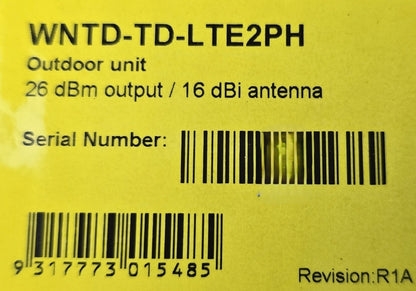 WNTD-TD-LTE2PH
Outdoor unit
26 dBm output / 16 dBi antenna
Serial Number:
9 317773 015485
Revision:R1A